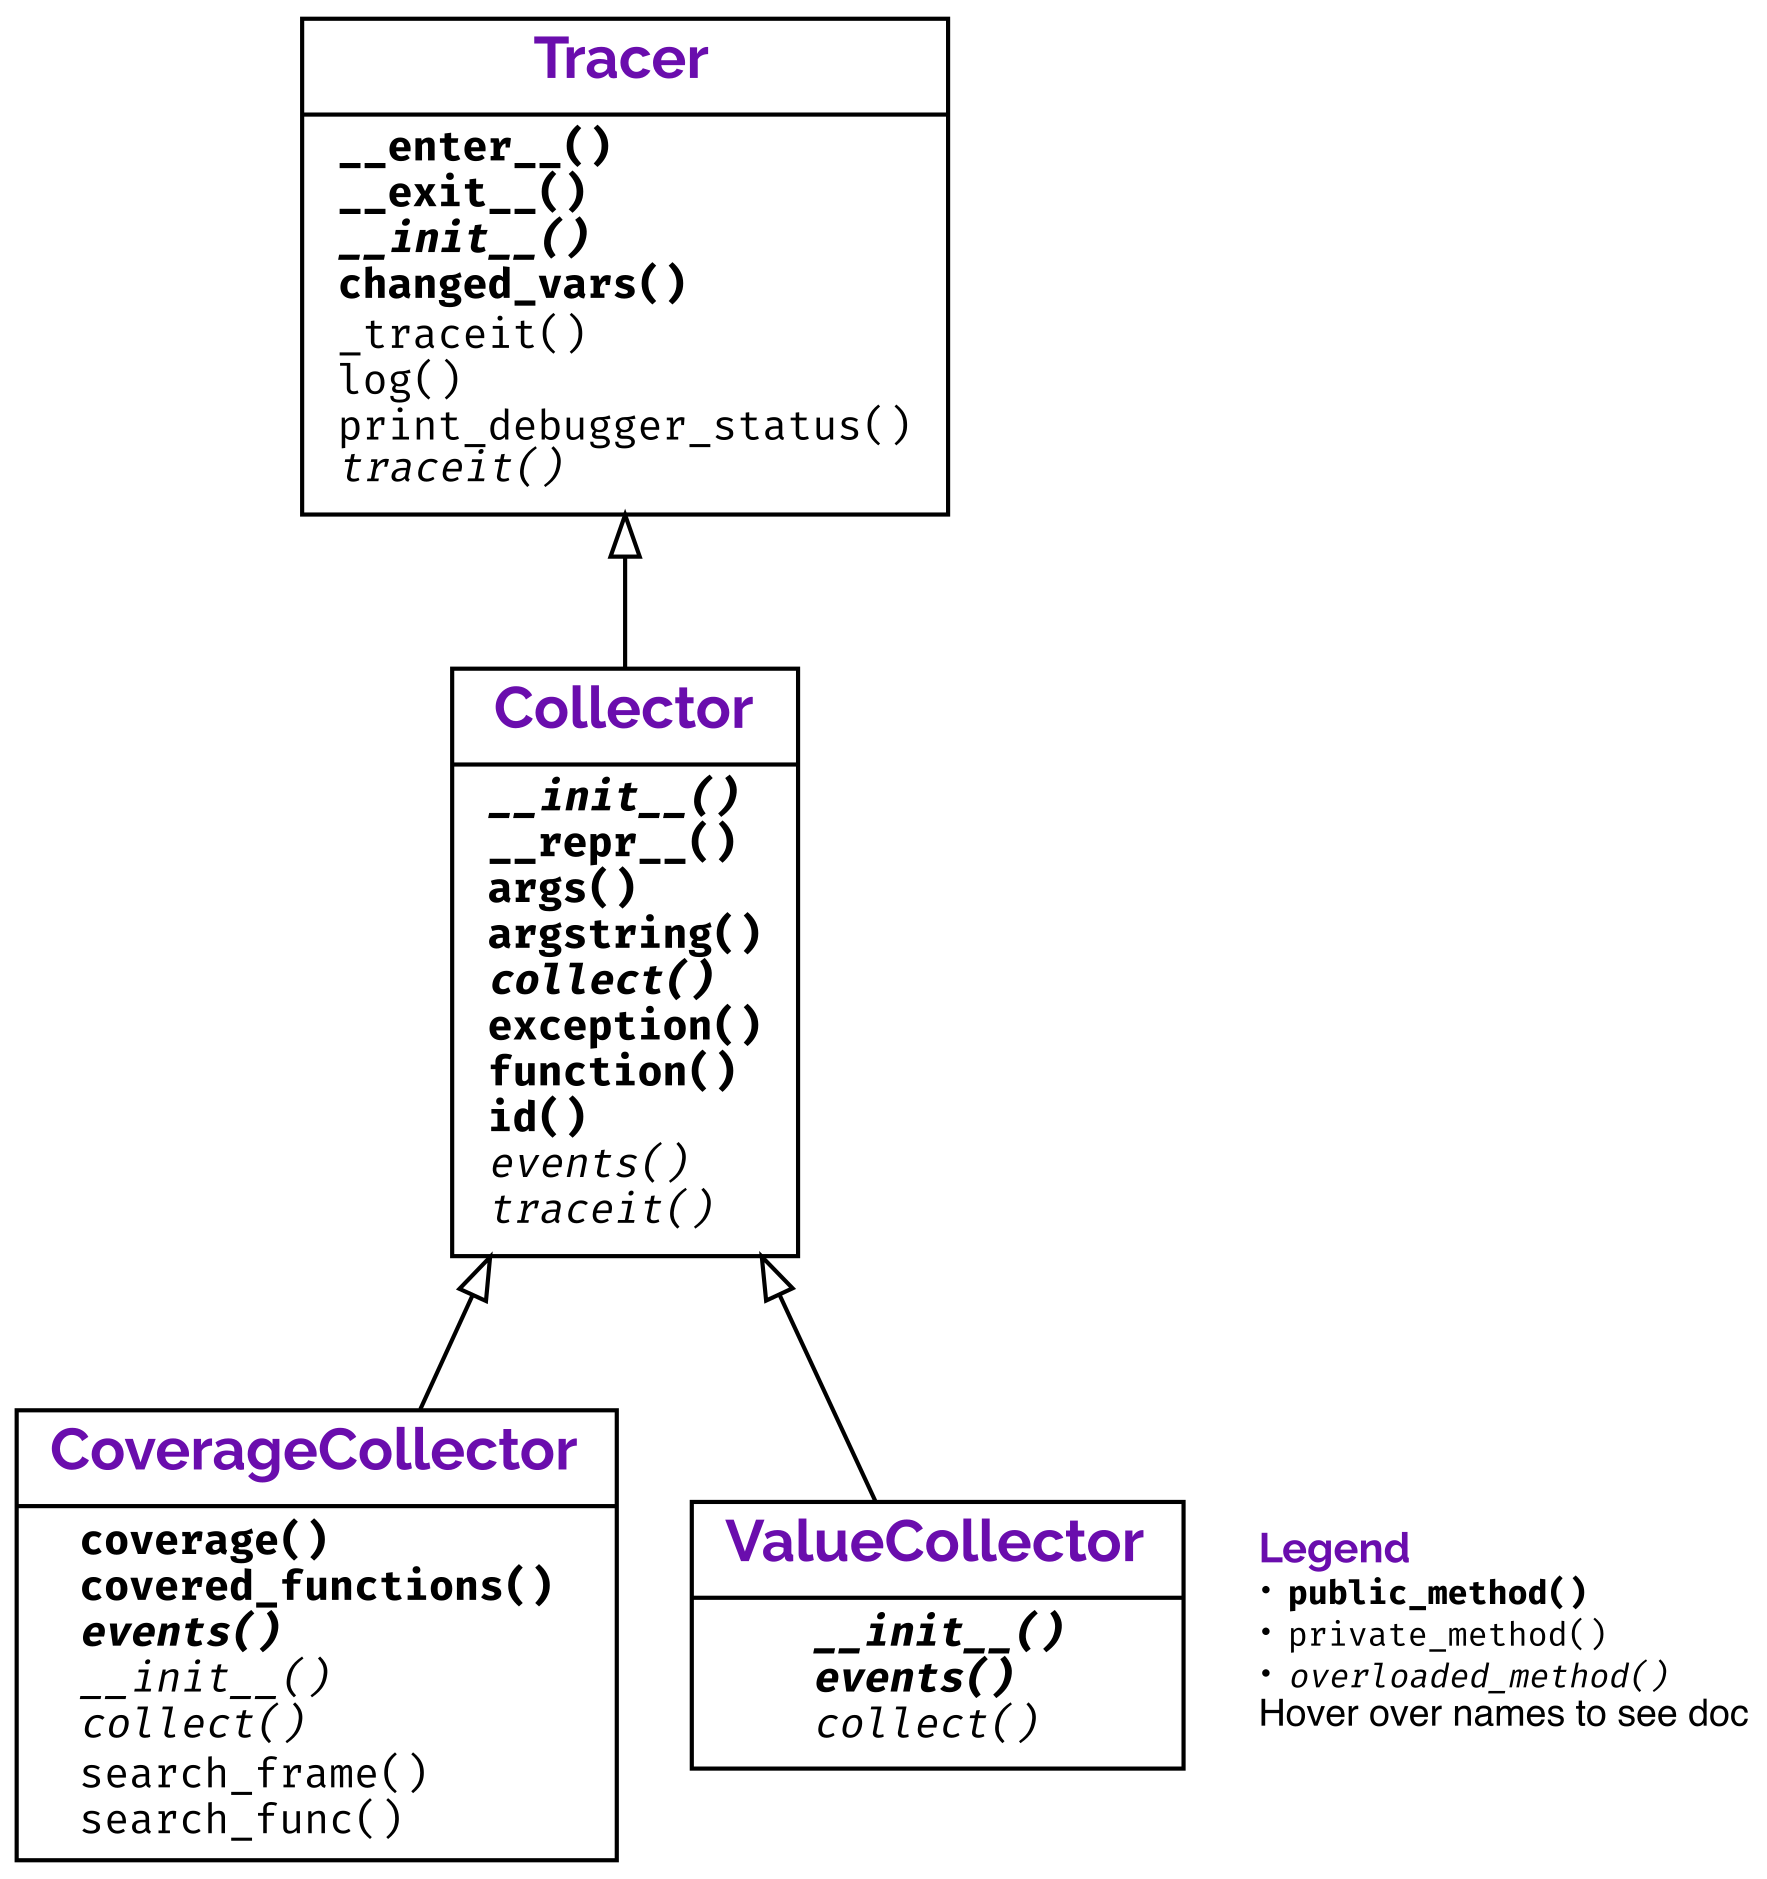 Tracer
__enter__()
__exit__()
__init__()
changed_vars()
_traceit()
log()
print_debugger_status()
traceit()
Collector
__init__()
__repr__()
args()
argstring()
collect()
exception()
function()
id()
events()
traceit()
CoverageCollector
coverage()
covered_functions()
events()
__init__()
collect()
search_frame()
search_func()
ValueCollector
__init__()
events()
collect()
Legend
• public_method()
• private_method()
• overloaded_method()
Hover over names to see doc